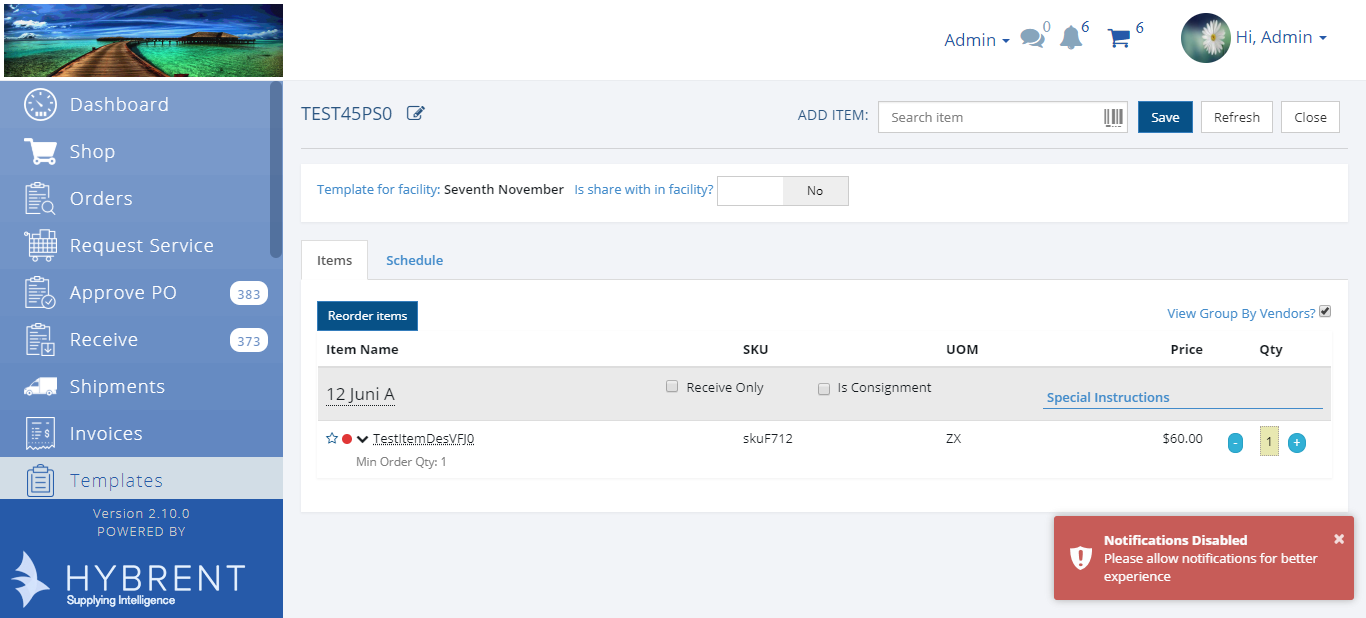 Admin 0 6 6 Hi, Admin
Dashboard
Shop
Orders
Request Service
Approve PO 383
Receive 373
Shipments
Invoices
Templates
Version 2.10.0
POWERED BY
HYBRENT
Supplying Intelligence
TEST45PS0 ADD ITEM: Search item Save Refresh Close
Template for facility: Seventh November Is share with in facility? No
Items Schedule
Reorder items View Group By Vendors?
Item Name SKU UOM Price Qty
12 Juni A Receive Only Is Consignment Special Instructions
TestItemDesVFJ0 skuF712 ZX $60.00 - 1 +
Min Order Qty: 1
Notifications Disabled
Please allow notifications for better
experience